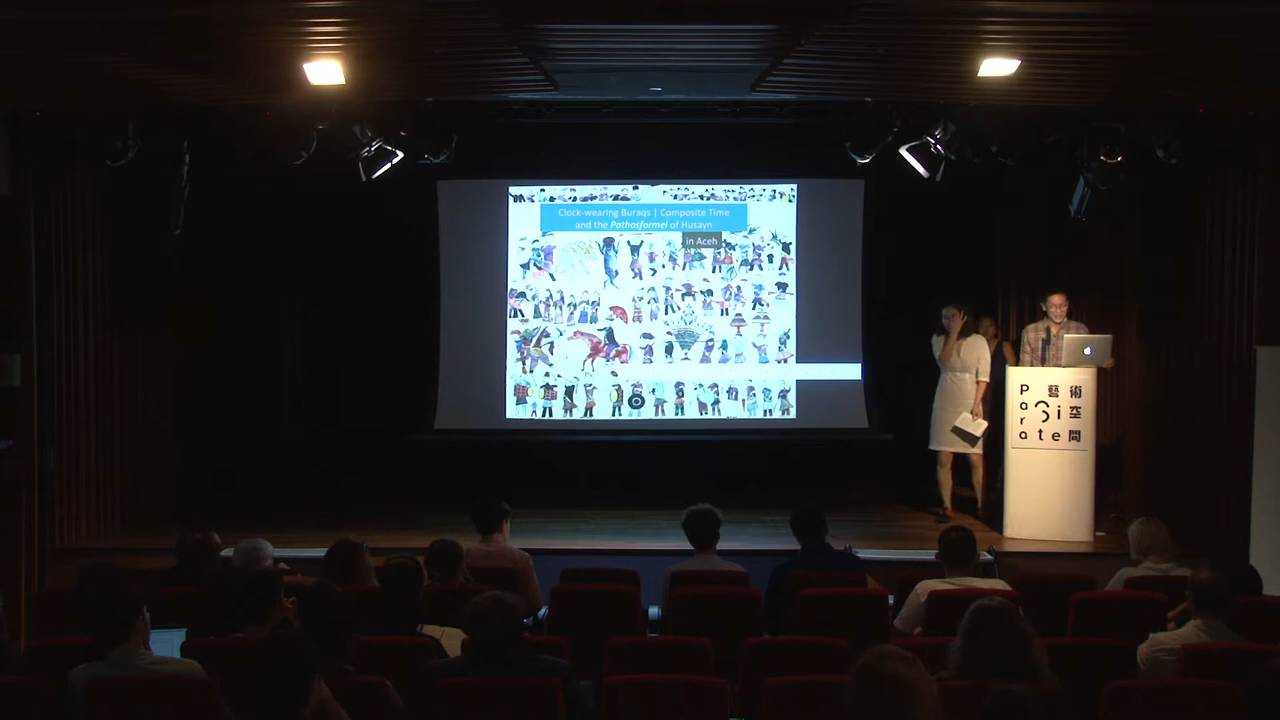 Clock-wearing Buraqs | Composite Time
and the Pathosformel of Husayn
in Aceh
Para Site
藝術空間